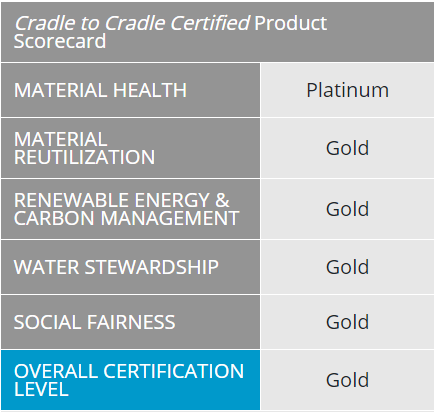 Cradle to Cradle Certified Product
Scorecard
MATERIAL HEALTH
Platinum
MATERIAL
REUTILIZATION
Gold
RENEWABLE ENERGY &
CARBON MANAGEMENT
Gold
WATER STEWARDSHIP
Gold
SOCIAL FAIRNESS
Gold
OVERALL CERTIFICATION
LEVEL
Gold